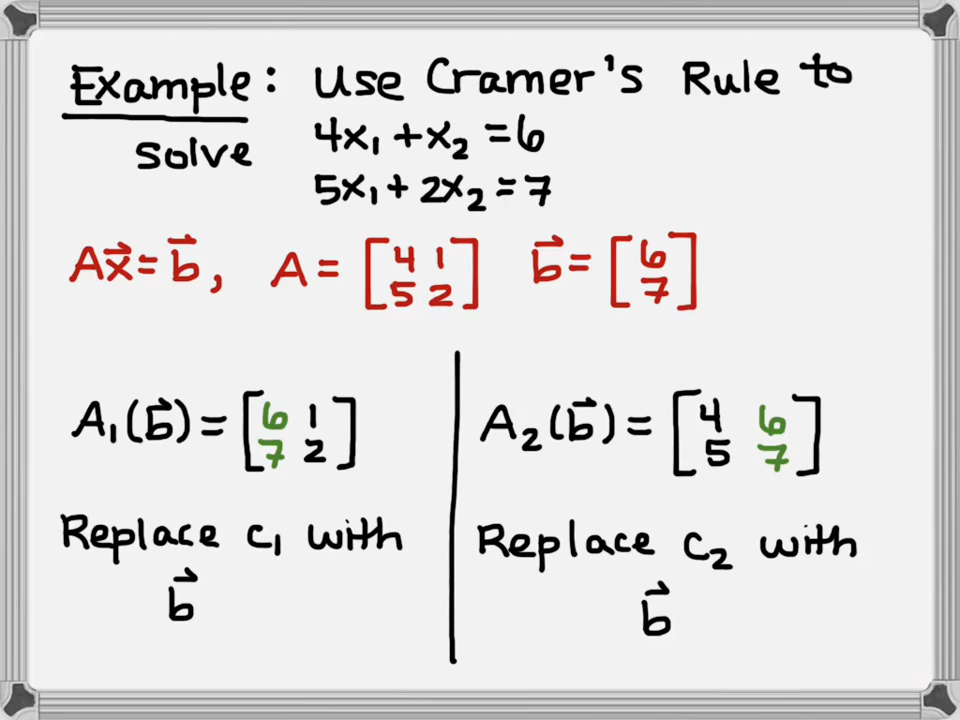 Example: Use Cramer's Rule to
solve 4x₁ + x₂ = 6
5x₁ + 2x₂ = 7
Ax⃗ = b⃗, A = [4 1 5 2] b⃗ = [6 7]
A₁(b⃗) = [6 1 7 2]
Replace c₁ with
b⃗
A₂(b⃗) = [4 6 5 7]
Replace c₂ with
b⃗